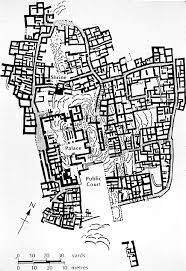 Shrine
Palace
Public
Court
N
0 10 20 30 yards
0 10 20 metres